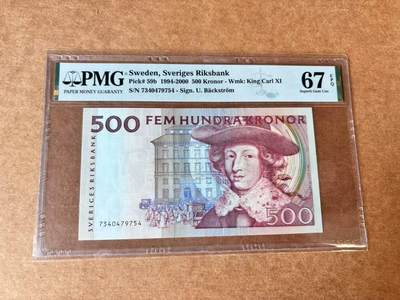 PMG
PAPER MONEY GUARANTY
Sweden, Sveriges Riksbank
Pick# 59b 1994-2000 500 Kronor - Wmk: King Carl XI
S/N 7340479754 - Sign. U. Bäckström
67 EPQ
Superb Gem Unc
500 FEM HUNDRA KRONOR
SVERIGES RIKSBANK
7340479754
500